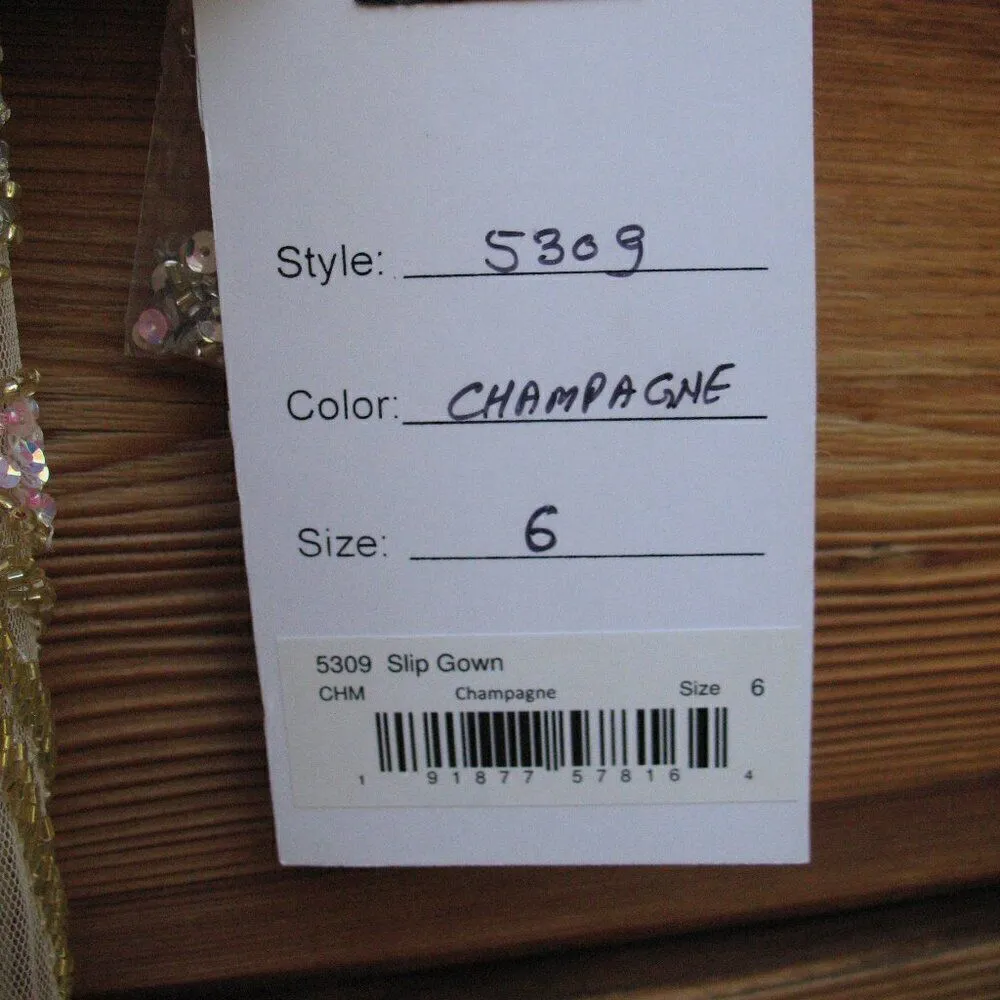 Style: 5309
Color: CHAMPAGNE
Size: 6
5309 Slip Gown
CHM Champagne Size 6
1 91877 57816 4